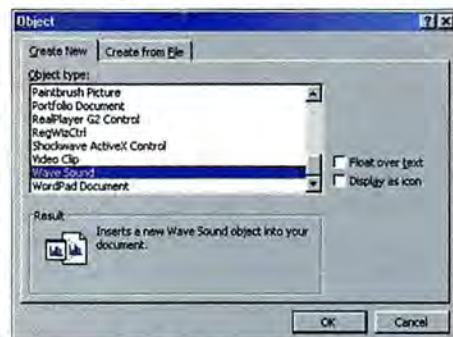 Object
Create New
Create from File
Object type:
Paintbrush Picture
Portfolio Document
RealPlayer G2 Control
RegWizCtrl
Shockwave ActiveX Control
Video Clip
Wave Sound
WordPad Document
Float over text
Display as icon
Result
Inserts a new Wave Sound object into your
document.
OK
Cancel